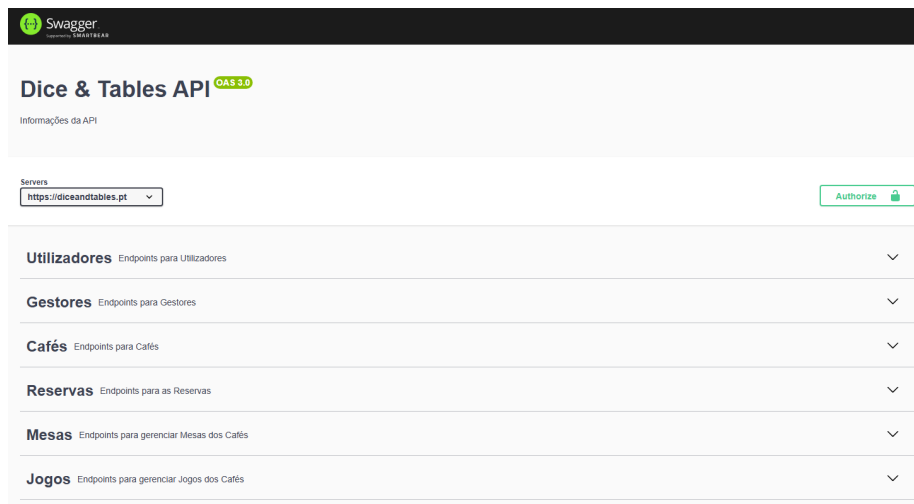 Swagger.
Supported by SMARTBEAR
Dice & Tables API OAS 3.0
Informações da API
Servers
https://diceandtables.pt
Authorize
Utilizadores Endpoints para Utilizadores
Gestores Endpoints para Gestores
Cafés Endpoints para Cafés
Reservas Endpoints para as Reservas
Mesas Endpoints para gerenciar Mesas dos Cafés
Jogos Endpoints para gerenciar Jogos dos Cafés